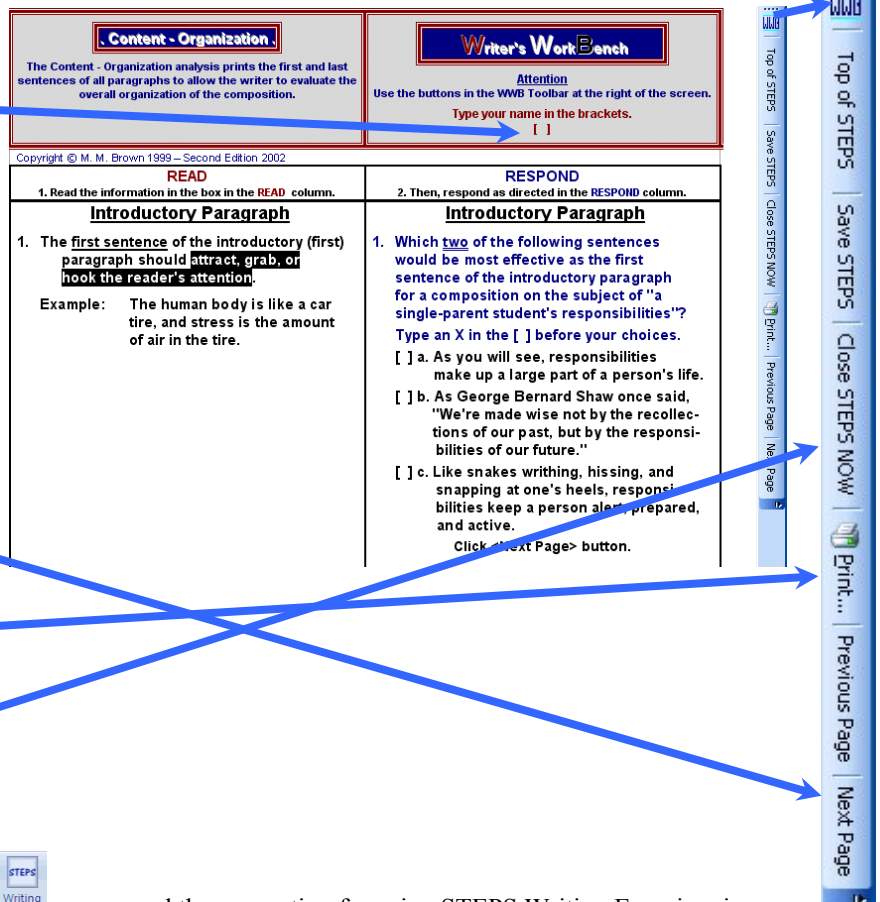 . Content - Organization .
The Content - Organization analysis prints the first and last
sentences of all paragraphs to allow the writer to evaluate the
overall organization of the composition.
Writer's WorkBench
Attention
Use the buttons in the WWB Toolbar at the right of the screen.
Type your name in the brackets.
[ ]
Copyright © M. M. Brown 1999 – Second Edition 2002
READ
1. Read the information in the box in the READ column.
RESPOND
2. Then, respond as directed in the RESPOND column.
Introductory Paragraph
1. The first sentence of the introductory (first)
paragraph should attract, grab, or
hook the reader's attention.
Example: The human body is like a car
tire, and stress is the amount
of air in the tire.
Introductory Paragraph
1. Which two of the following sentences
would be most effective as the first
sentence of the introductory paragraph
for a composition on the subject of "a
single-parent student's responsibilities"?
Type an X in the [ ] before your choices.
[ ] a. As you will see, responsibilities
make up a large part of a person's life.
[ ] b. As George Bernard Shaw once said,
"We're made wise not by the recollec-
tions of our past, but by the responsi-
bilities of our future."
[ ] c. Like snakes writhing, hissing, and
snapping at one's heels, responsi-
bilities keep a person alert, prepared,
and active.
Click <Next Page> button.
WWB
Top of STEPS
Save STEPS
Close STEPS NOW
Print...
Previous Page
Next Page
WWB
Top of STEPS
Save STEPS
Close STEPS NOW
Print...
Previous Page
Next Page
STEPS
Writing